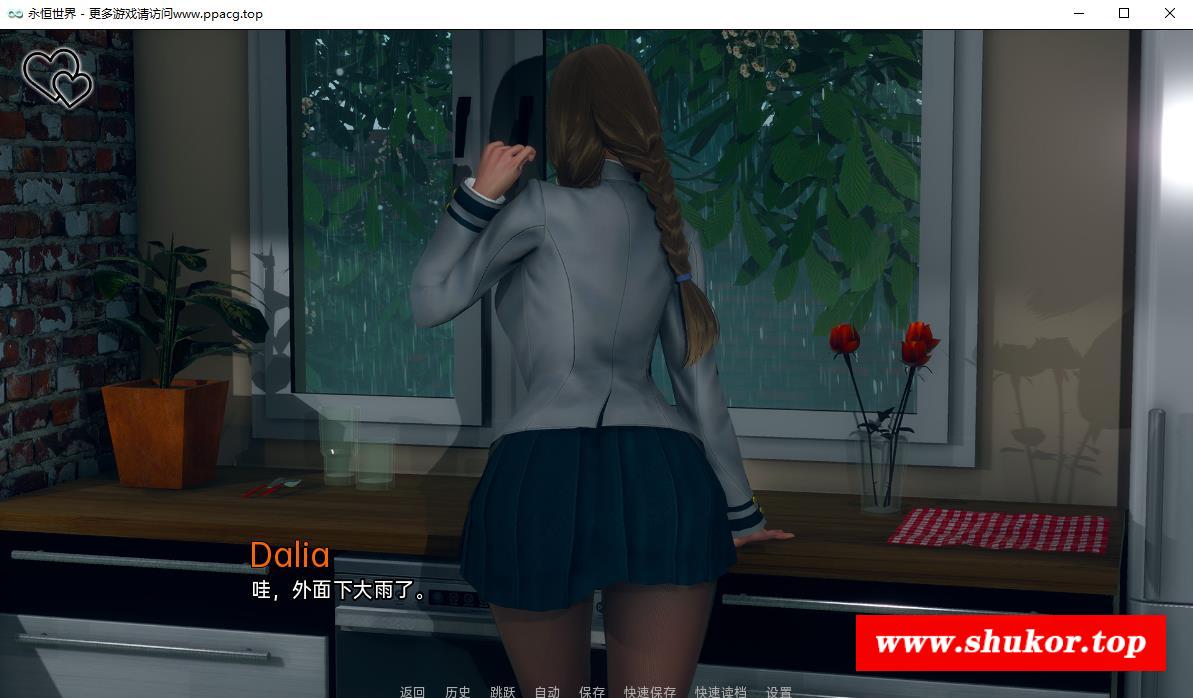 永恒世界 - 更多游戏请访问www.ppacg.top
Dalia
哇，外面下大雨了。
www.shukor.top
返回 历史 跳跃 自动 保存 快速保存 快速读档 设置